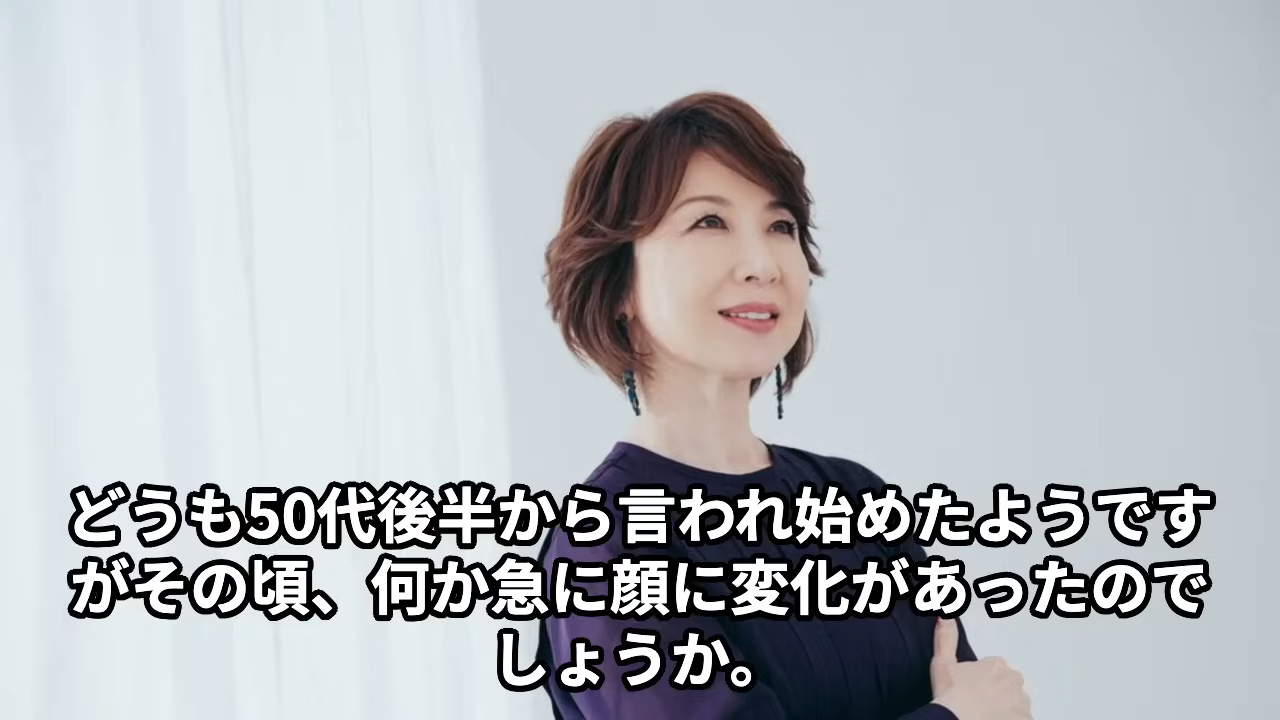 どうも50代後半から言われ始めたようです
がその頃、何か急に顔に変化があったので
しょうか。